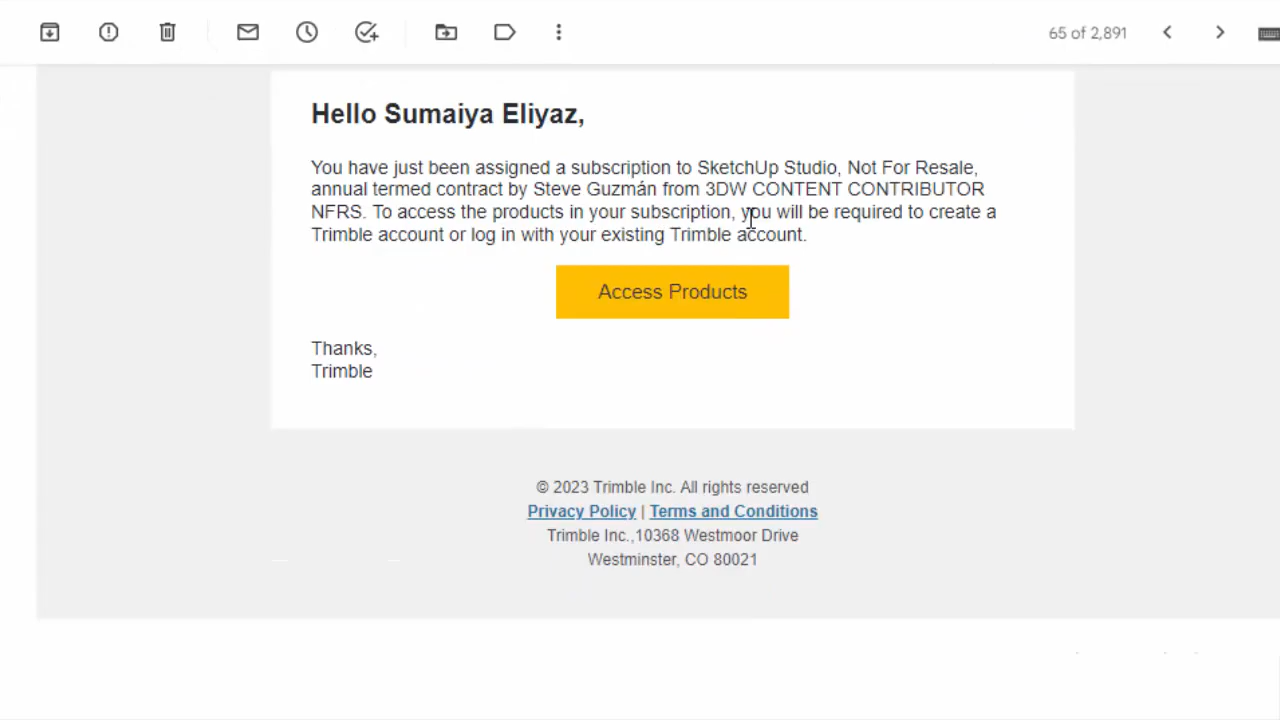 65 of 2,891
Hello Sumaiya Eliyaz,
You have just been assigned a subscription to SketchUp Studio, Not For Resale,
annual termed contract by Steve Guzmán from 3DW CONTENT CONTRIBUTOR
NFRS. To access the products in your subscription, you will be required to create a
Trimble account or log in with your existing Trimble account.
Access Products
Thanks,
Trimble
© 2023 Trimble Inc. All rights reserved
Privacy Policy | Terms and Conditions
Trimble Inc.,10368 Westmoor Drive
Westminster, CO 80021